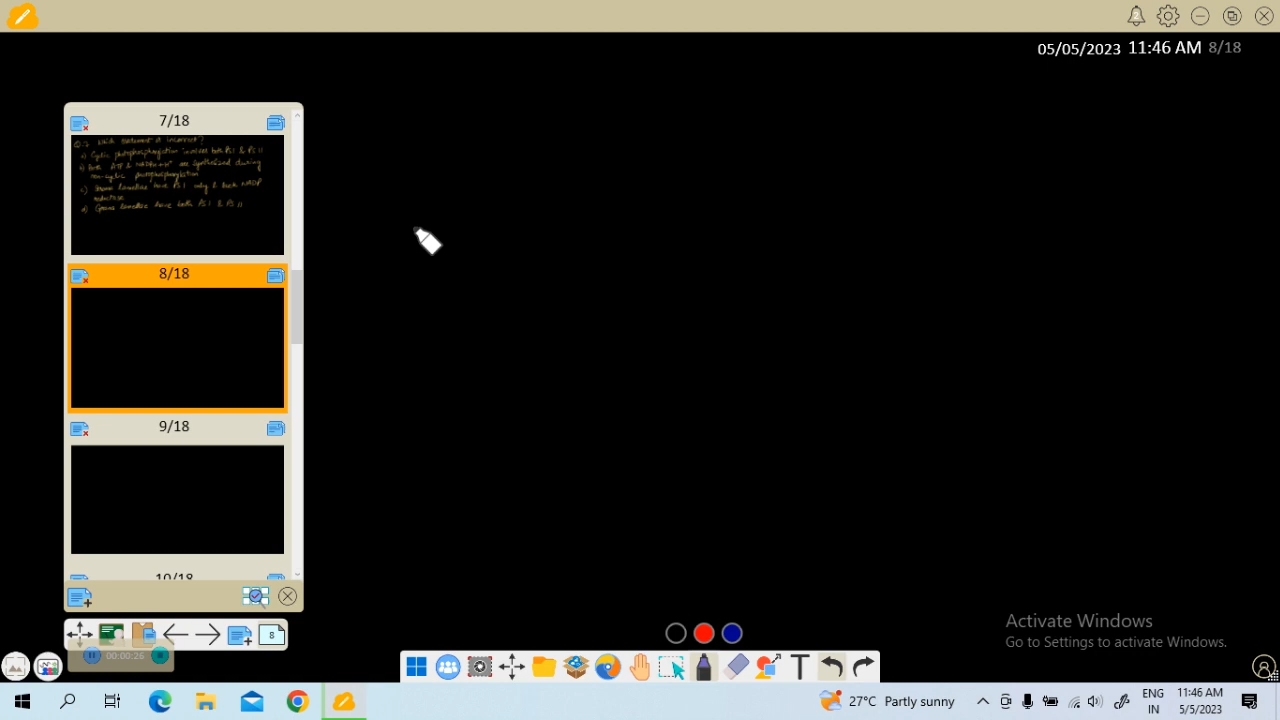 05/05/2023 11:46 AM 8/18
7/18
Q 17 Which statement is incorrect?
a) Cyclic photophosphorylation involves both PS I & PS II
b) Both ATP & NADPH + H+ are synthesized during
non-cyclic photophosphorylation
c) Stroma lamellae have PS I only & lack NADP
reductase
d) Grana lamellae have both PS I & PS II
8/18
9/18
10/18
8
00:00:26
Activate Windows
Go to Settings to activate Windows.
27°C Partly sunny
ENG
IN
11:46 AM
5/5/2023